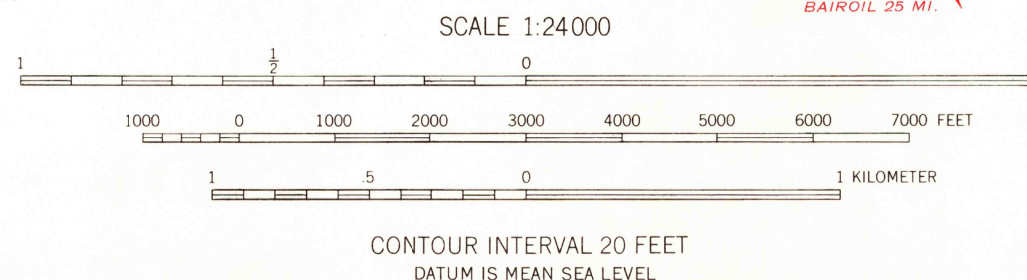 BAIROIL 25 MI.
SCALE 1:24000
1 1/2 0
1000 0 1000 2000 3000 4000 5000 6000 7000 FEET
1 .5 0 1 KILOMETER
CONTOUR INTERVAL 20 FEET
DATUM IS MEAN SEA LEVEL